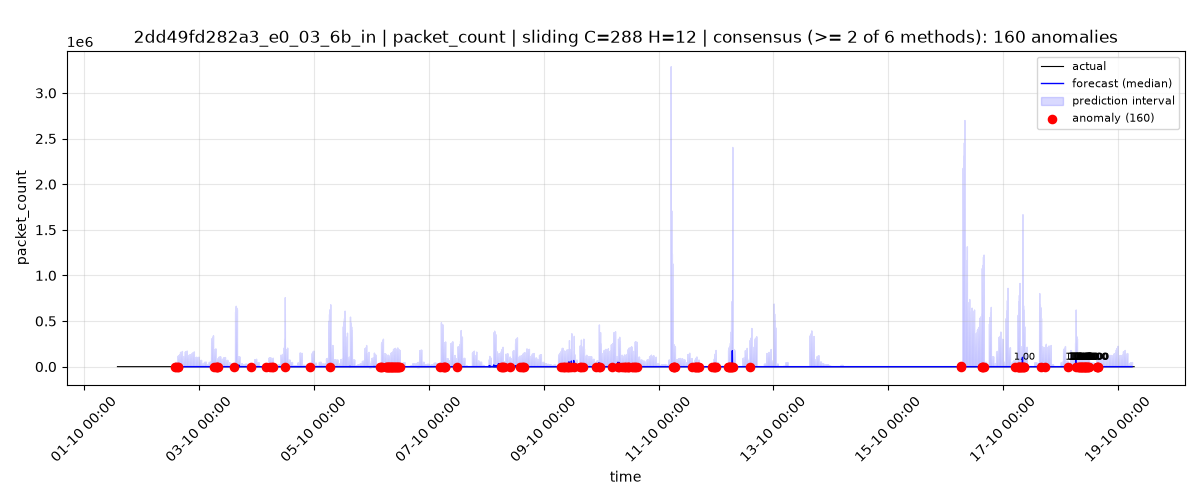 2dd49fd282a3_e0_03_6b_in | packet_count | sliding C=288 H=12 | consensus (>= 2 of 6 methods): 160 anomalies
1e6
3.0
2.5
2.0
1.5
1.0
0.5
0.0
packet_count
actual
forecast (median)
prediction interval
anomaly (160)
1.00
01-10 00:00
03-10 00:00
05-10 00:00
07-10 00:00
09-10 00:00
11-10 00:00
13-10 00:00
15-10 00:00
17-10 00:00
19-10 00:00
time